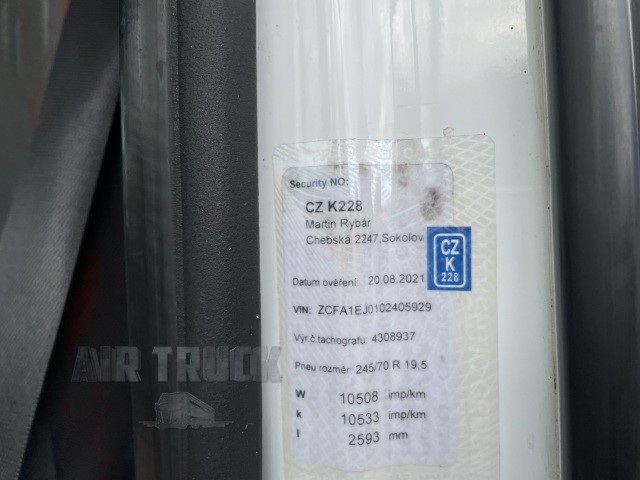 Security NO:
CZ K228
Martin Rybár
Chebská 2247,Sokolov
CZ
K
228
Datum ověření: 20.08.2021
VIN: ZCFA1EJ0102405929
Výr.č.tachografu: 4308937
Pneu rozměr: 245/70 R 19,5
W 10508 imp/km
k 10533 imp/km
l 2593 mm
AIR TRUCK